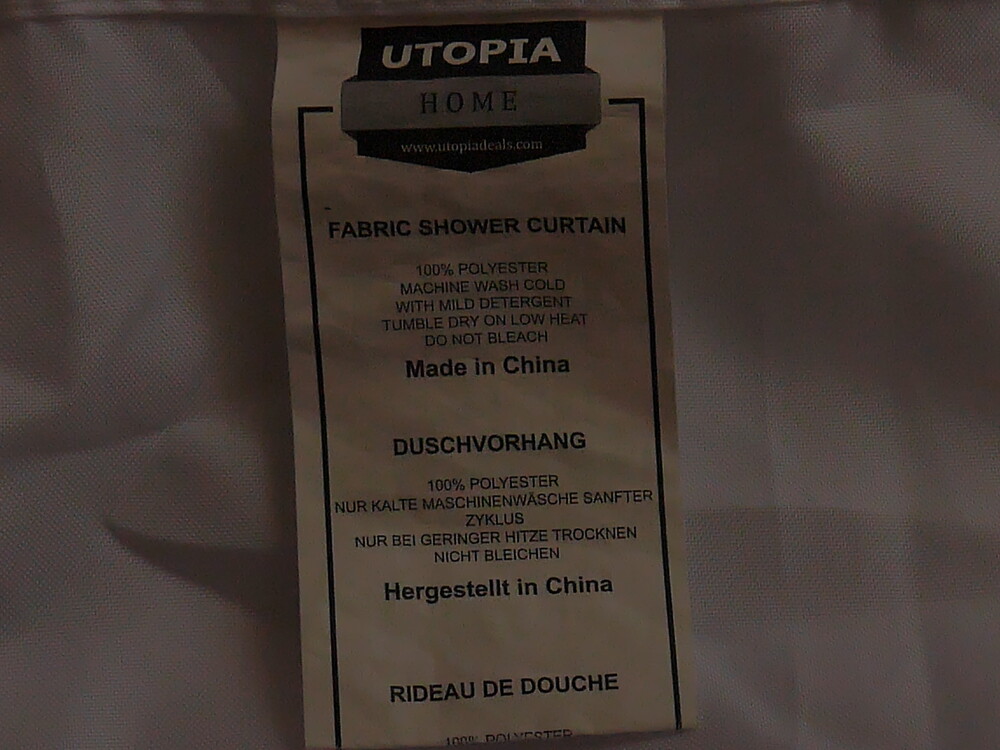 UTOPIA
HOME
www.utopiadeals.com
FABRIC SHOWER CURTAIN
100% POLYESTER
MACHINE WASH COLD
WITH MILD DETERGENT
TUMBLE DRY ON LOW HEAT
DO NOT BLEACH
Made in China
DUSCHVORHANG
100% POLYESTER
NUR KALTE MASCHINENWÄSCHE SANFTER
ZYKLUS
NUR BEI GERINGER HITZE TROCKNEN
NICHT BLEICHEN
Hergestellt in China
RIDEAU DE DOUCHE
100% POLYESTER